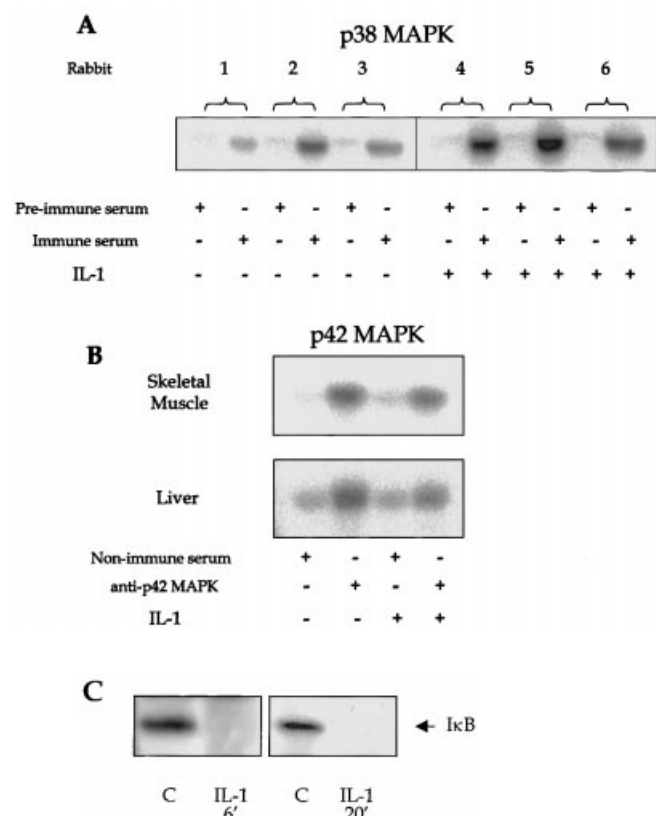 A
p38 MAPK
Rabbit 1 2 3 4 5 6
Pre-immune serum + - + - + - + - + - + -
Immune serum - + - + - + - + - + - +
IL-1 - - - - - - + + + + + +
p42 MAPK
B
Skeletal
Muscle
Liver
Non-immune serum + - + -
anti-p42 MAPK - + - +
IL-1 - - + +
C
IκB
C IL-1 C IL-1
6' 20'